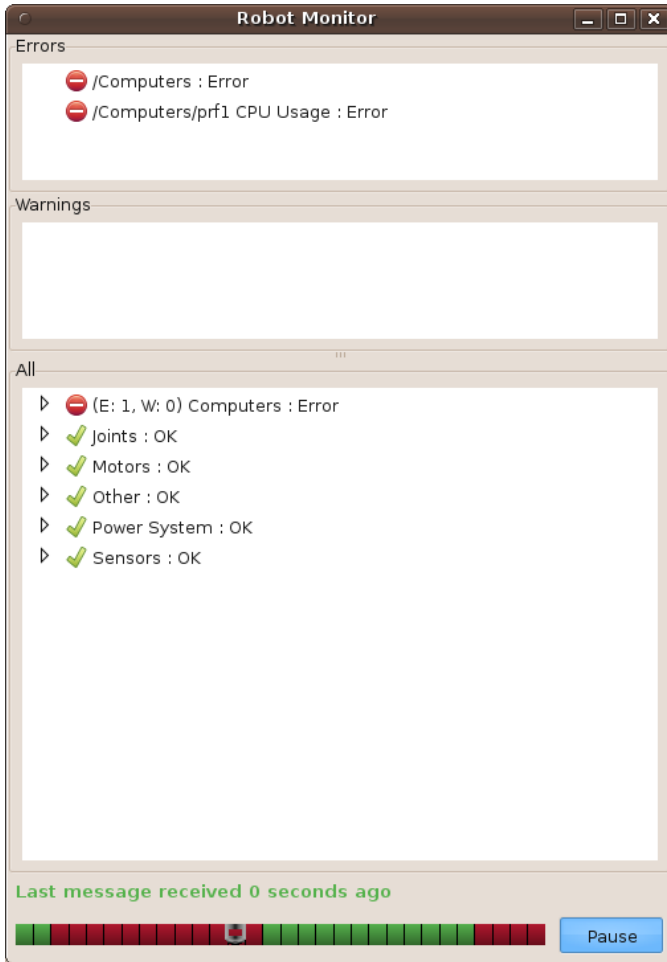 Robot Monitor
Errors
/Computers : Error
/Computers/prf1 CPU Usage : Error
Warnings
All
(E: 1, W: 0) Computers : Error
Joints : OK
Motors : OK
Other : OK
Power System : OK
Sensors : OK
Last message received 0 seconds ago
Pause